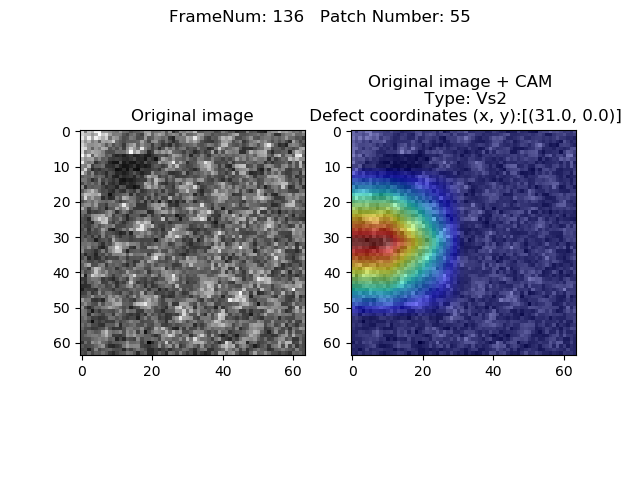 FrameNum: 136   Patch Number: 55
Original image
Original image + CAM
Type: Vs2
Defect coordinates (x, y):[(31.0, 0.0)]
0
10
20
30
40
50
60
0 20 40 60
0
10
20
30
40
50
60
0 20 40 60